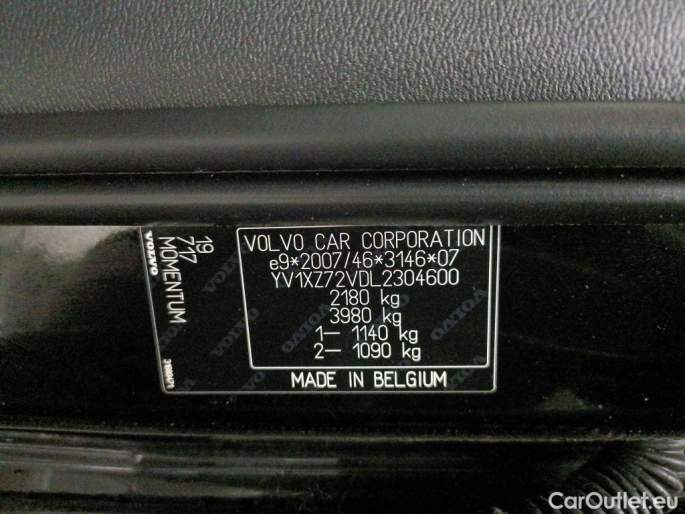 VOLVO CAR CORPORATION
e9*2007/46*3146*07
YV1XZ72VDL2304600
2180 kg
3980 kg
1— 1140 kg
2— 1090 kg
MADE IN BELGIUM
19
717
MOMENTUM
VOLVO
CarOutlet.eu